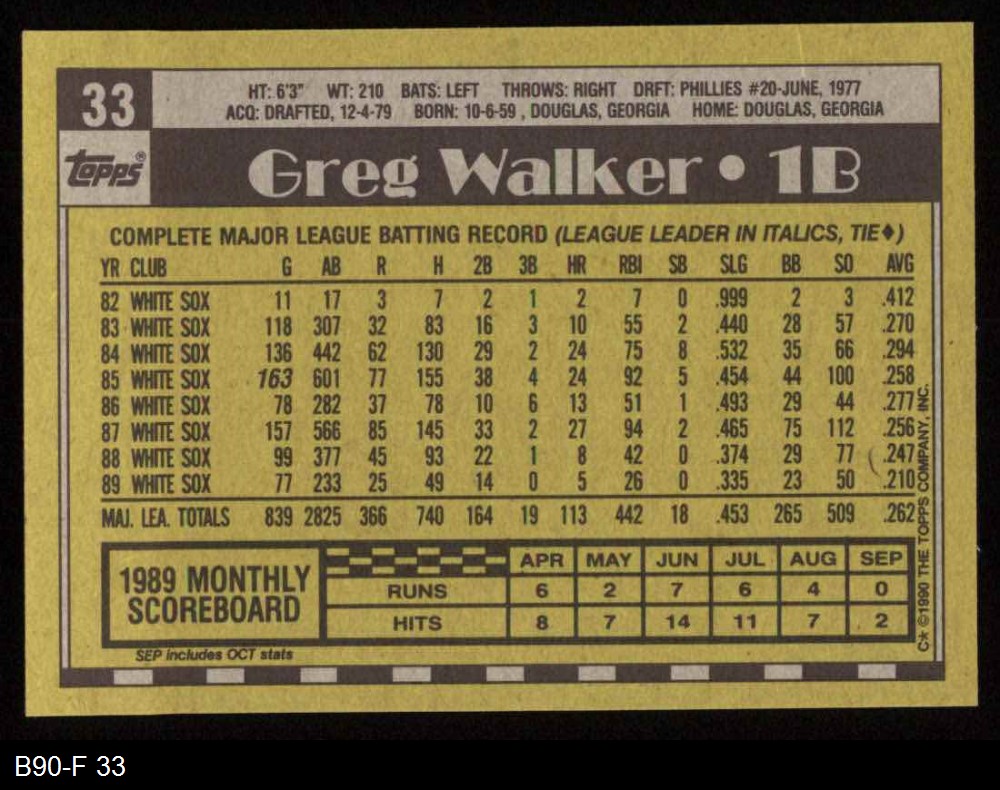 33
HT: 6'3" WT: 210 BATS: LEFT THROWS: RIGHT DRFT: PHILLIES #20-JUNE, 1977
ACQ: DRAFTED, 12-4-79 BORN: 10-6-59 , DOUGLAS, GEORGIA HOME: DOUGLAS, GEORGIA
topps®
Greg Walker • 1B
COMPLETE MAJOR LEAGUE BATTING RECORD (LEAGUE LEADER IN ITALICS, TIE♦)
YR CLUB G AB R H 2B 3B HR RBI SB SLG BB SO AVG
82 WHITE SOX 11 17 3 7 2 1 2 7 0 .999 2 3 .412
83 WHITE SOX 118 307 32 83 16 3 10 55 2 .440 28 57 .270
84 WHITE SOX 136 442 62 130 29 2 24 75 8 .532 35 66 .294
85 WHITE SOX 163 601 77 155 38 4 24 92 5 .454 44 100 .258
86 WHITE SOX 78 282 37 78 10 6 13 51 1 .493 29 44 .277
87 WHITE SOX 157 566 85 145 33 2 27 94 2 .465 75 112 .256
88 WHITE SOX 99 377 45 93 22 1 8 42 0 .374 29 77 .247
89 WHITE SOX 77 233 25 49 14 0 5 26 0 .335 23 50 .210
MAJ. LEA. TOTALS 839 2825 366 740 164 19 113 442 18 .453 265 509 .262
1989 MONTHLY
SCOREBOARD
APR MAY JUN JUL AUG SEP
RUNS 6 2 7 6 4 0
HITS 8 7 14 11 7 2
SEP includes OCT stats
C* ©1990 THE TOPPS COMPANY, INC.
B90-F 33